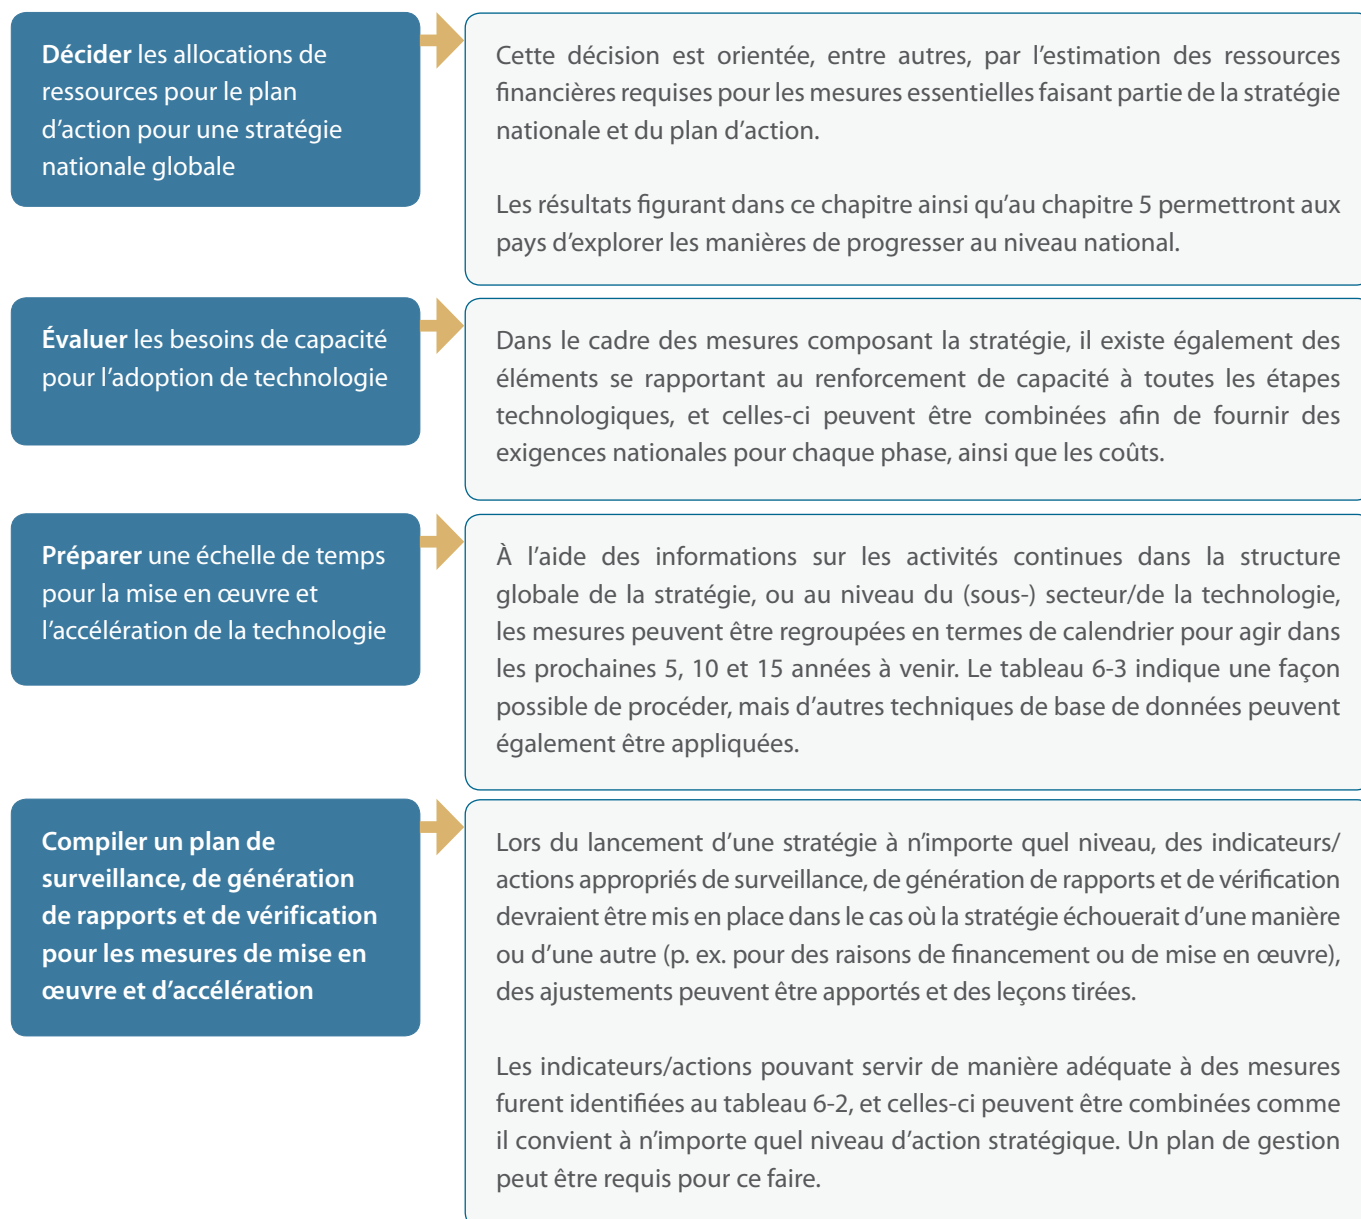 Décider les allocations de
ressources pour le plan
d’action pour une stratégie
nationale globale
Cette décision est orientée, entre autres, par l’estimation des ressources
financières requises pour les mesures essentielles faisant partie de la stratégie
nationale et du plan d’action.
Les résultats figurant dans ce chapitre ainsi qu’au chapitre 5 permettront aux
pays d’explorer les manières de progresser au niveau national.
Évaluer les besoins de capacité
pour l’adoption de technologie
Dans le cadre des mesures composant la stratégie, il existe également des
éléments se rapportant au renforcement de capacité à toutes les étapes
technologiques, et celles-ci peuvent être combinées afin de fournir des
exigences nationales pour chaque phase, ainsi que les coûts.
Préparer une échelle de temps
pour la mise en œuvre et
l’accélération de la technologie
À l’aide des informations sur les activités continues dans la structure
globale de la stratégie, ou au niveau du (sous-) secteur/de la technologie,
les mesures peuvent être regroupées en termes de calendrier pour agir dans
les prochaines 5, 10 et 15 années à venir. Le tableau 6-3 indique une façon
possible de procéder, mais d’autres techniques de base de données peuvent
également être appliquées.
Compiler un plan de
surveillance, de génération
de rapports et de vérification
pour les mesures de mise en
œuvre et d’accélération
Lors du lancement d’une stratégie à n’importe quel niveau, des indicateurs/
actions appropriés de surveillance, de génération de rapports et de vérification
devraient être mis en place dans le cas où la stratégie échouerait d’une manière
ou d’une autre (p. ex. pour des raisons de financement ou de mise en œuvre),
des ajustements peuvent être apportés et des leçons tirées.
Les indicateurs/actions pouvant servir de manière adéquate à des mesures
furent identifiées au tableau 6-2, et celles-ci peuvent être combinées comme
il convient à n’importe quel niveau d’action stratégique. Un plan de gestion
peut être requis pour ce faire.